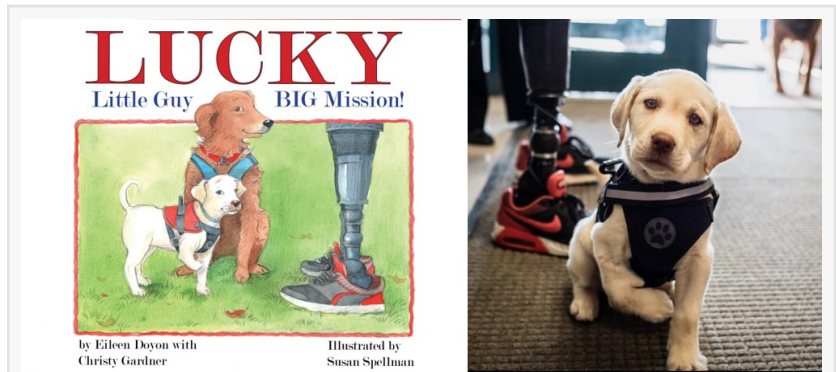 LUCKY
Little Guy BIG Mission!
by Eileen Doyon with
Christy Gardner
Illustrated by
Susan Spellman